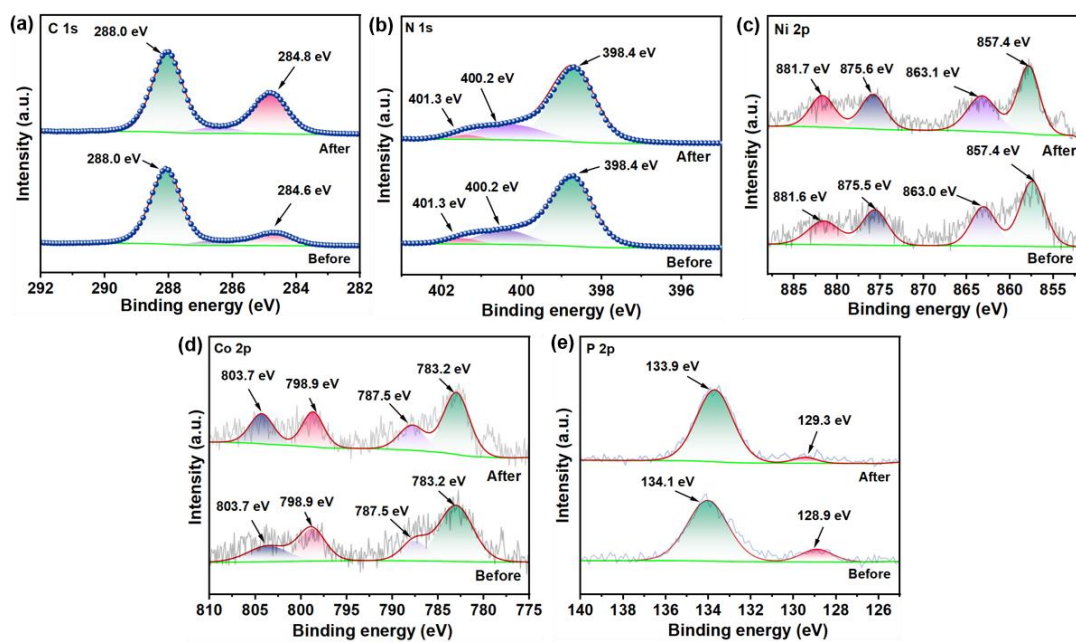 (a) C 1s
288.0 eV
284.8 eV
After
288.0 eV
284.6 eV
Before
Intensity (a.u.)
292 290 288 286 284 282
Binding energy (eV)
(b) N 1s
398.4 eV
400.2 eV
401.3 eV
After
398.4 eV
400.2 eV
401.3 eV
Before
Intensity (a.u.)
402 400 398 396
Binding energy (eV)
(c) Ni 2p
857.4 eV
881.7 eV 875.6 eV 863.1 eV
After
857.4 eV
881.6 eV 875.5 eV 863.0 eV
Before
Intensity (a.u.)
885 880 875 870 865 860 855
Binding energy (eV)
(d) Co 2p
803.7 eV 798.9 eV 787.5 eV 783.2 eV
After
803.7 eV 798.9 eV 787.5 eV 783.2 eV
Before
Intensity (a.u.)
810 805 800 795 790 785 780 775
Binding energy (eV)
(e) P 2p
133.9 eV
129.3 eV
After
134.1 eV
128.9 eV
Before
Intensity (a.u.)
140 138 136 134 132 130 128 126
Binding energy (eV)